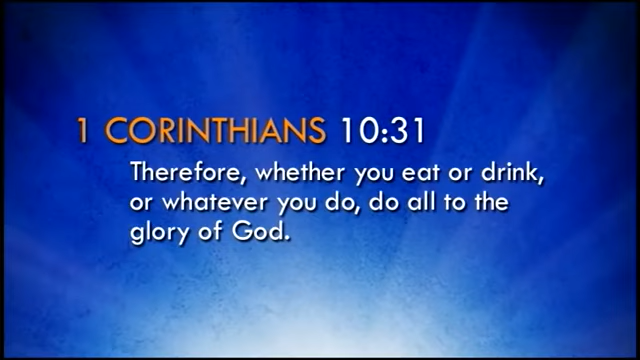 1 CORINTHIANS 10:31
Therefore, whether you eat or drink,
or whatever you do, do all to the
glory of God.